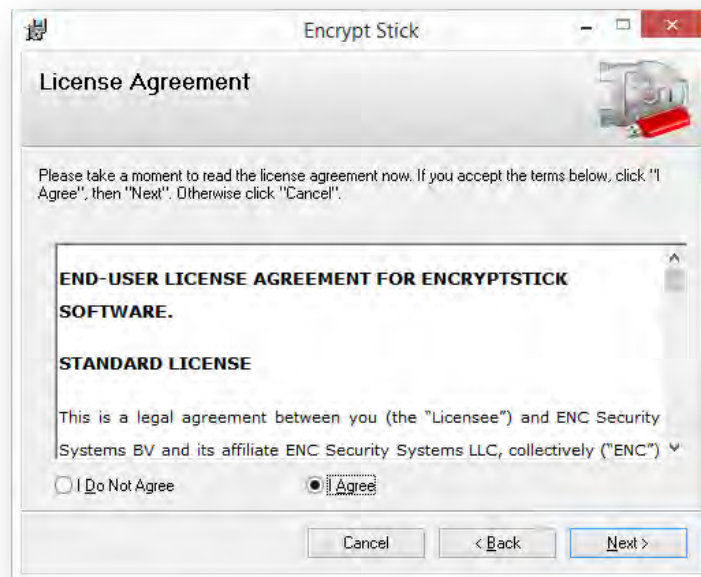 Encrypt Stick
License Agreement
Please take a moment to read the license agreement now. If you accept the terms below, click "I
Agree", then "Next". Otherwise click "Cancel".
END-USER LICENSE AGREEMENT FOR ENCRYPTSTICK
SOFTWARE.
STANDARD LICENSE
This is a legal agreement between you (the “Licensee”) and ENC Security
Systems BV and its affiliate ENC Security Systems LLC, collectively (“ENC”)
I Do Not Agree
I Agree
Cancel
< Back
Next >